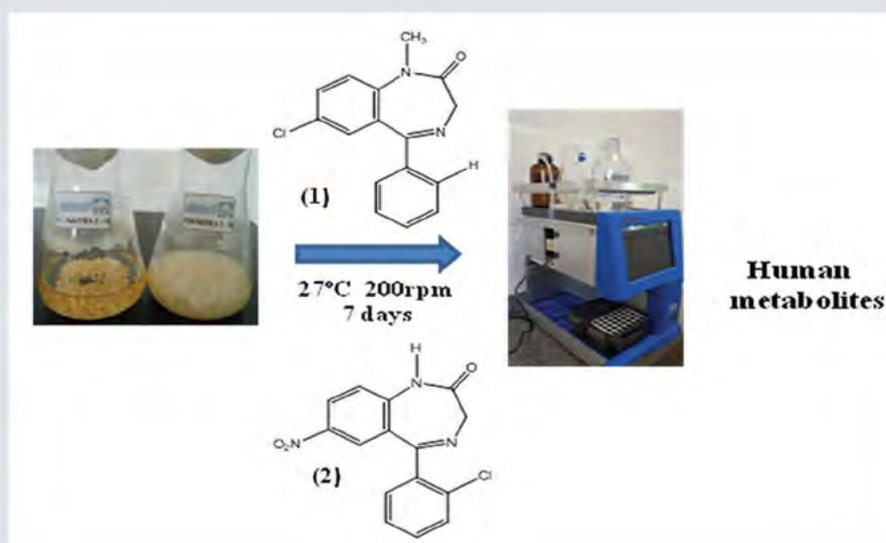 CH₃
N
O
Cl
N
H
(1)
27°C 200rpm
7 days
Human
metabolites
H
N
O
O₂N
N
Cl
(2)